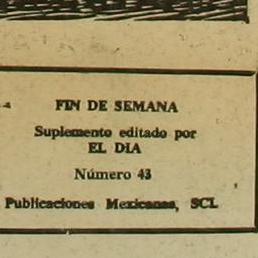 FIN DE SEMANA
Suplemento editado por
EL DIA
Número 43
Publicaciones Mexicanas, SCL